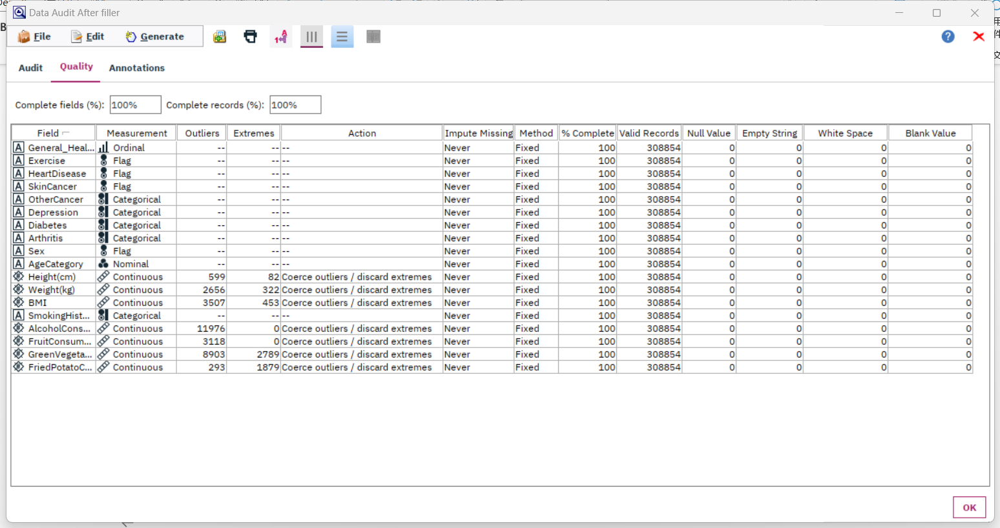 Data Audit After filler
File Edit Generate
Audit Quality Annotations
Complete fields (%): 100% Complete records (%): 100%
Field Measurement Outliers Extremes Action Impute Missing Method % Complete Valid Records Null Value Empty String White Space Blank Value
General_Heal... Ordinal -- -- -- Never Fixed 100 308854 0 0 0 0
Exercise Flag -- -- -- Never Fixed 100 308854 0 0 0 0
HeartDisease Flag -- -- -- Never Fixed 100 308854 0 0 0 0
SkinCancer Flag -- -- -- Never Fixed 100 308854 0 0 0 0
OtherCancer Categorical -- -- -- Never Fixed 100 308854 0 0 0 0
Depression Categorical -- -- -- Never Fixed 100 308854 0 0 0 0
Diabetes Categorical -- -- -- Never Fixed 100 308854 0 0 0 0
Arthritis Categorical -- -- -- Never Fixed 100 308854 0 0 0 0
Sex Flag -- -- -- Never Fixed 100 308854 0 0 0 0
AgeCategory Nominal -- -- -- Never Fixed 100 308854 0 0 0 0
Height(cm) Continuous 599 82 Coerce outliers / discard extremes Never Fixed 100 308854 0 0 0 0
Weight(kg) Continuous 2656 322 Coerce outliers / discard extremes Never Fixed 100 308854 0 0 0 0
BMI Continuous 3507 453 Coerce outliers / discard extremes Never Fixed 100 308854 0 0 0 0
SmokingHist... Categorical -- -- -- Never Fixed 100 308854 0 0 0 0
AlcoholCons... Continuous 11976 0 Coerce outliers / discard extremes Never Fixed 100 308854 0 0 0 0
FruitConsum... Continuous 3118 0 Coerce outliers / discard extremes Never Fixed 100 308854 0 0 0 0
GreenVegeta... Continuous 8903 2789 Coerce outliers / discard extremes Never Fixed 100 308854 0 0 0 0
FriedPotatoC... Continuous 293 1879 Coerce outliers / discard extremes Never Fixed 100 308854 0 0 0 0
OK